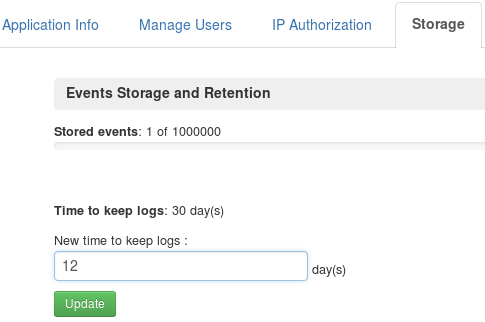 Application Info Manage Users IP Authorization Storage
Events Storage and Retention
Stored events: 1 of 1000000
Time to keep logs: 30 day(s)
New time to keep logs :
12 day(s)
Update